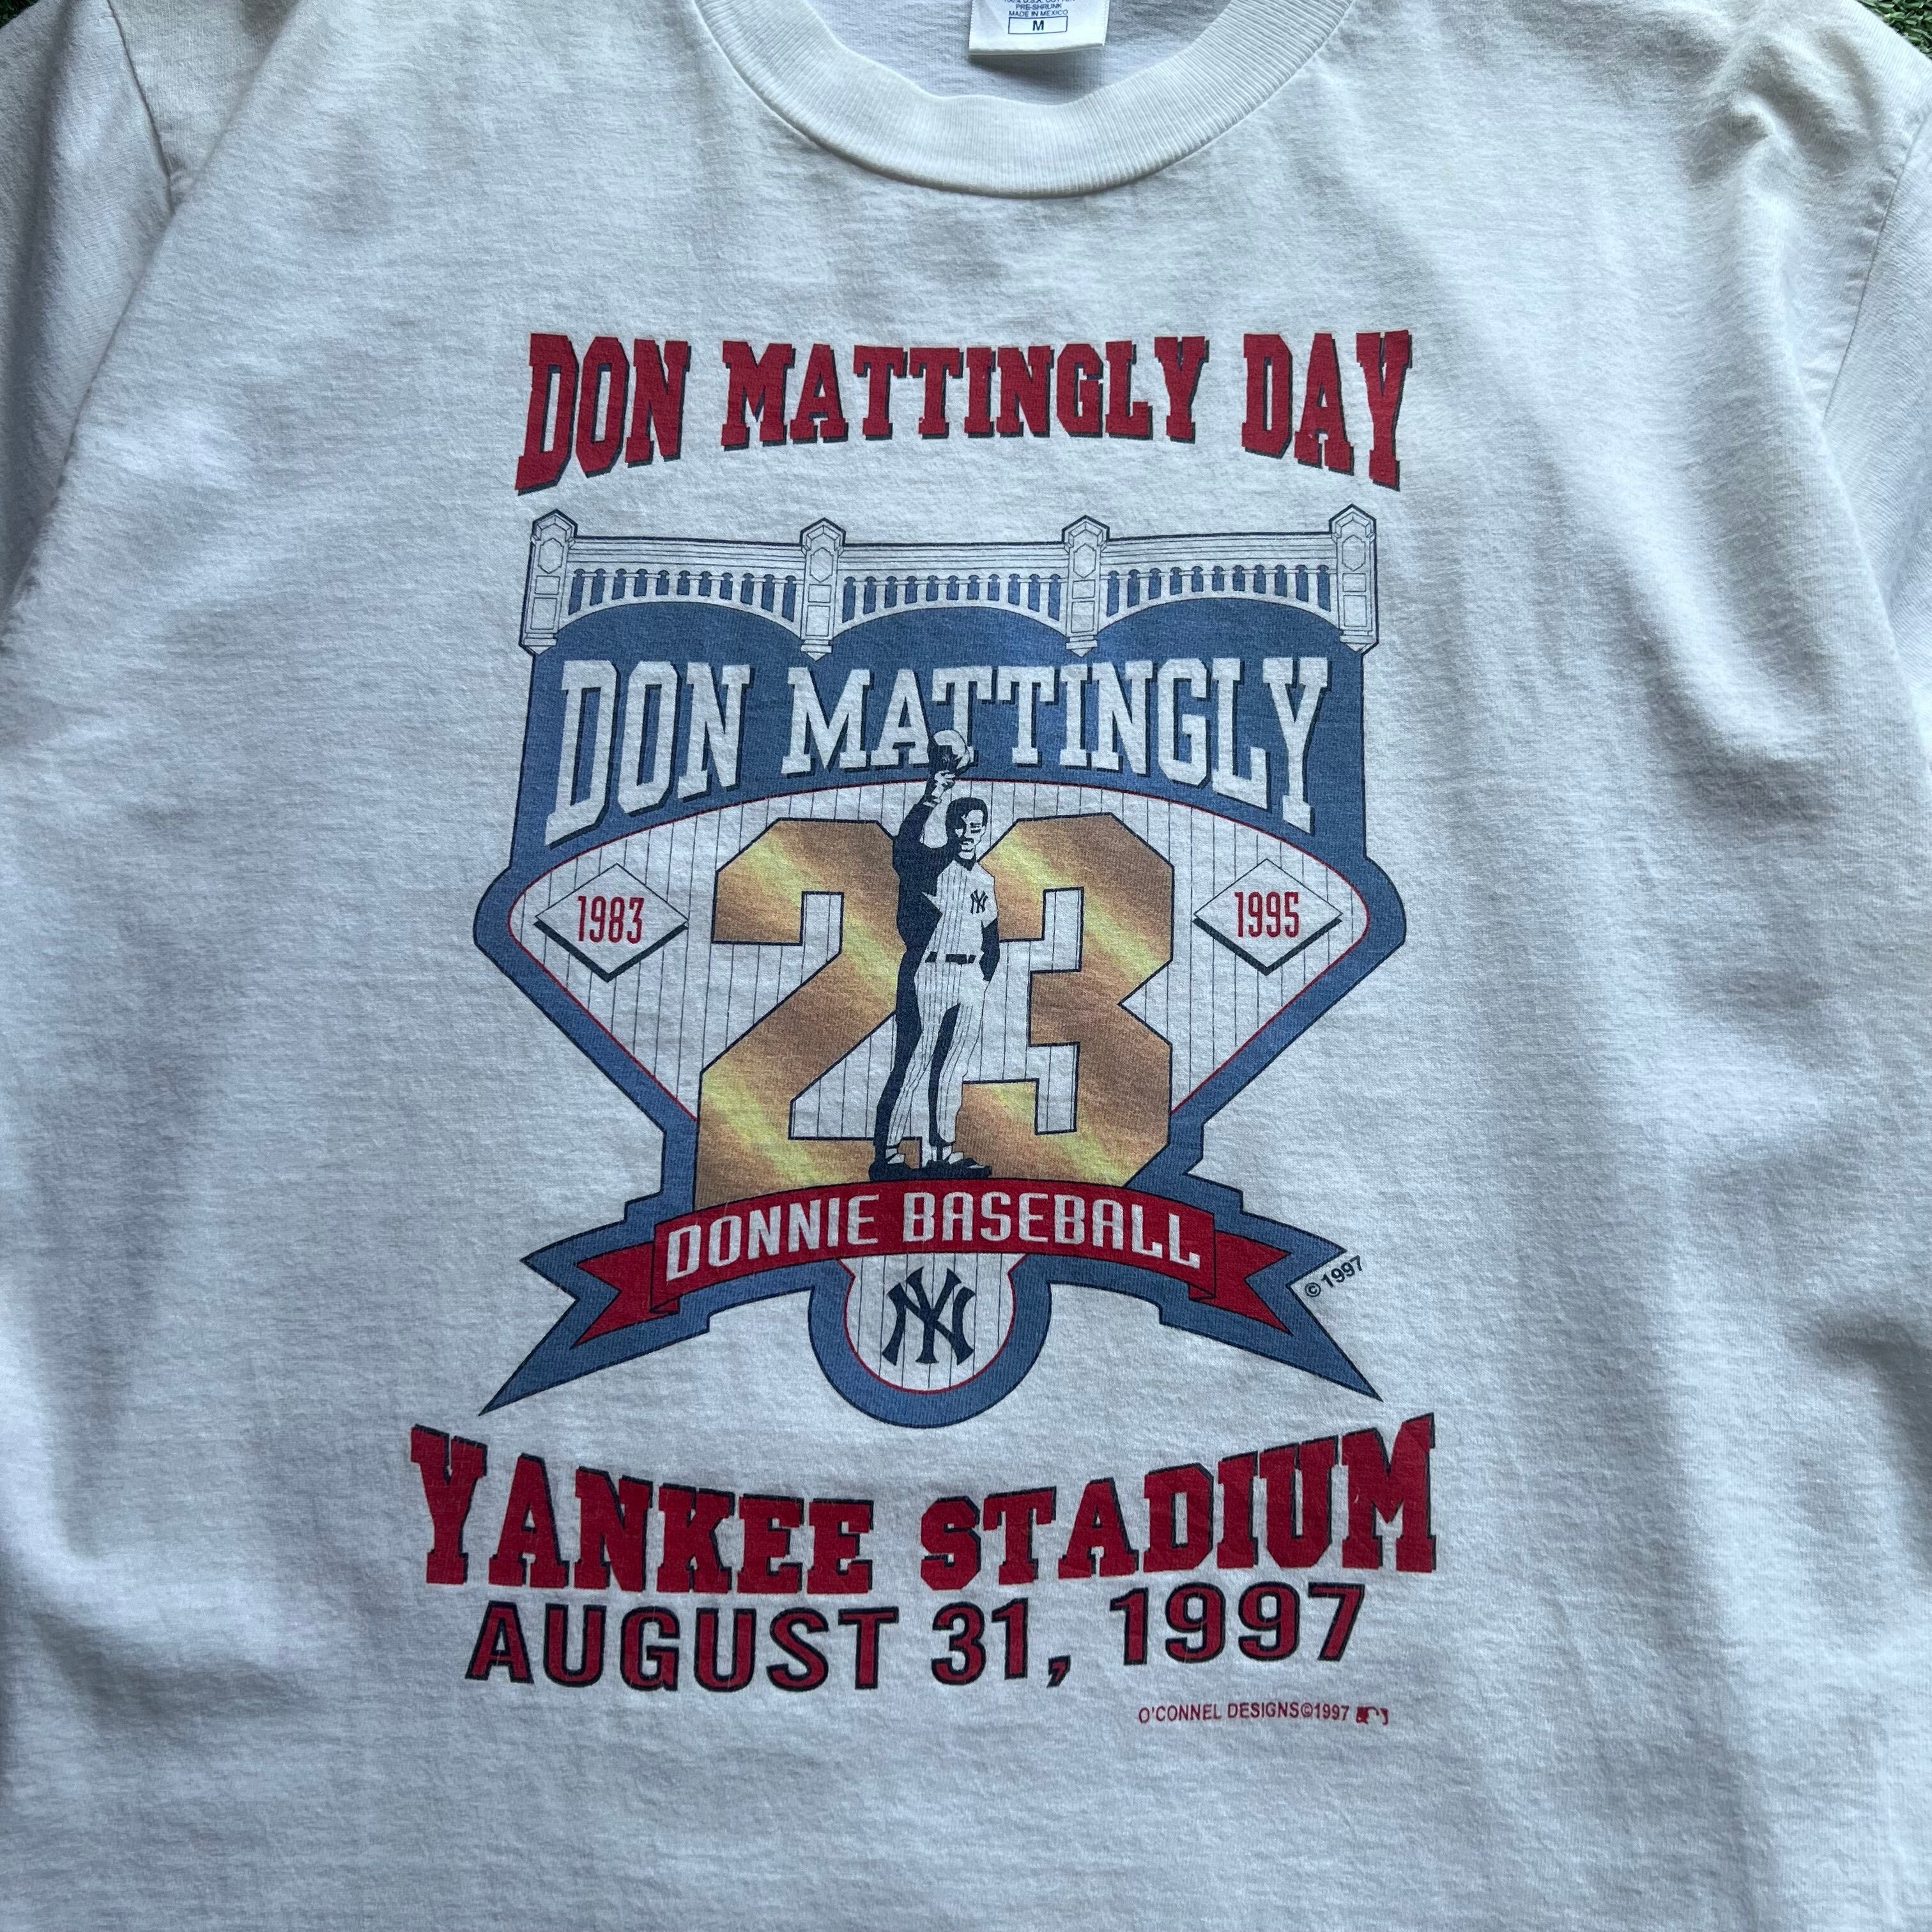 PRE-SHRUNK
MADE IN MEXICO
M
DON MATTINGLY DAY
DON MATTINGLY
1983
23
1995
NY
DONNIE BASEBALL
NY
© 1997
YANKEE STADIUM
AUGUST 31, 1997
O'CONNEL DESIGNS©1997